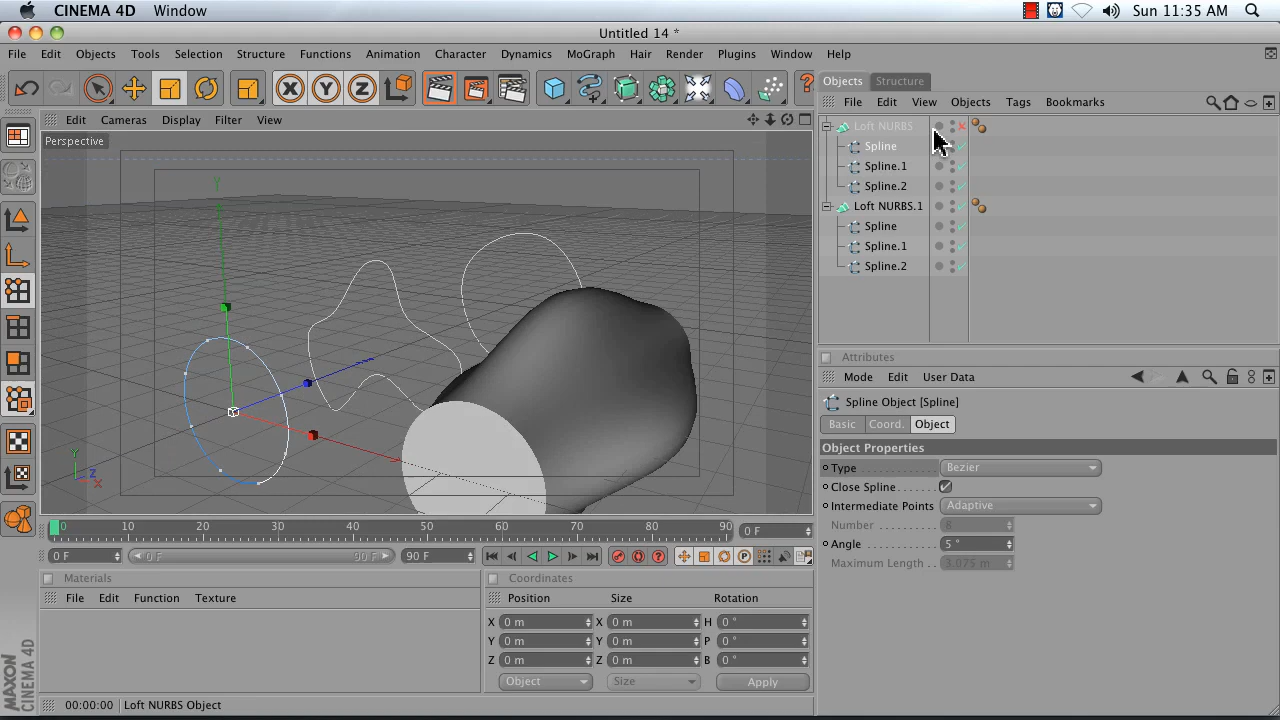 CINEMA 4D Window Sun 11:35 AM
Untitled 14 *
File Edit Objects Tools Selection Structure Functions Animation Character Dynamics MoGraph Hair Render Plugins Window Help
X Y Z
Objects Structure
File Edit View Objects Tags Bookmarks
Edit Cameras Display Filter View
Perspective
Loft NURBS
Spline
Spline.1
Spline.2
Loft NURBS.1
Spline
Spline.1
Spline.2
Y
Y
Z
X
Attributes
Mode Edit User Data
Spline Object [Spline]
Basic Coord. Object
Object Properties
Type Bezier
Close Spline . . . . . . .
Intermediate Points Adaptive
Number 8
Angle 5 °
Maximum Length . . 3.075 m
0 10 20 30 40 50 60 70 80 90 0 F
0 F 0 F 90 F 90 F
Materials
File Edit Function Texture
Coordinates
Position Size Rotation
X 0 m X 0 m H 0 °
Y 0 m Y 0 m P 0 °
Z 0 m Z 0 m B 0 °
Object Size Apply
MAXON CINEMA 4D
00:00:00 Loft NURBS Object